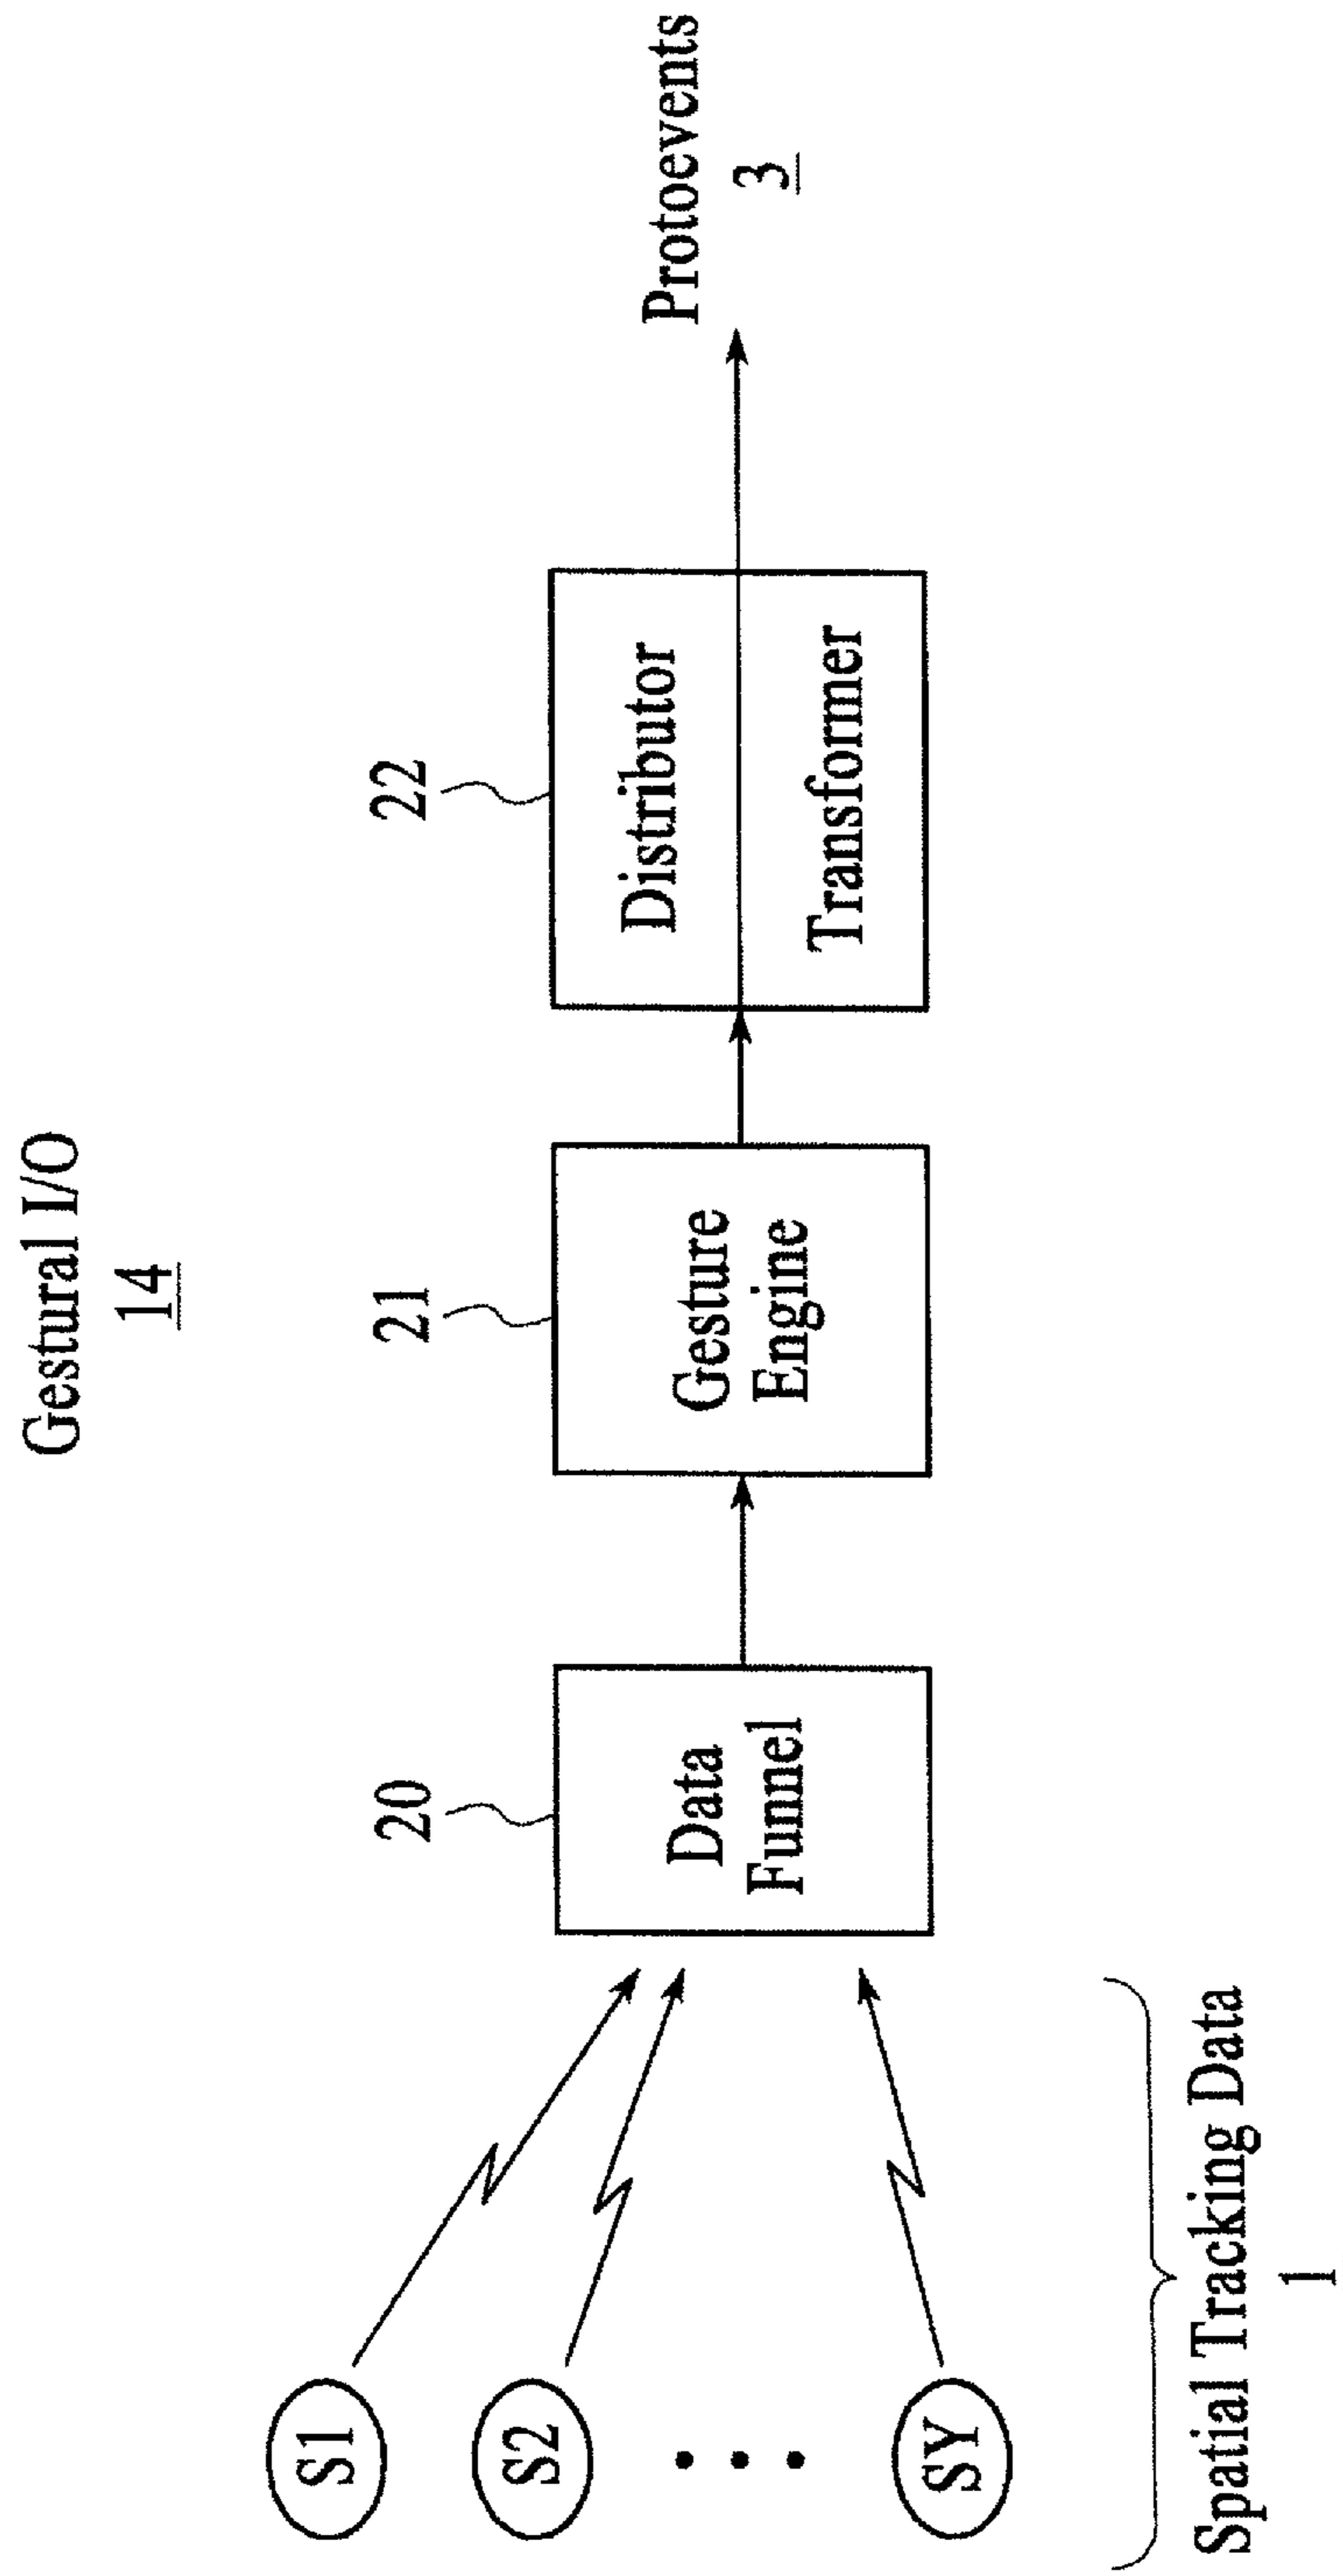 Gestural I/O
14
S1
S2
SY
Spatial Tracking Data
1
20
Data
Funnel
21
Gesture
Engine
22
Distributor
Transformer
Protoevents
3